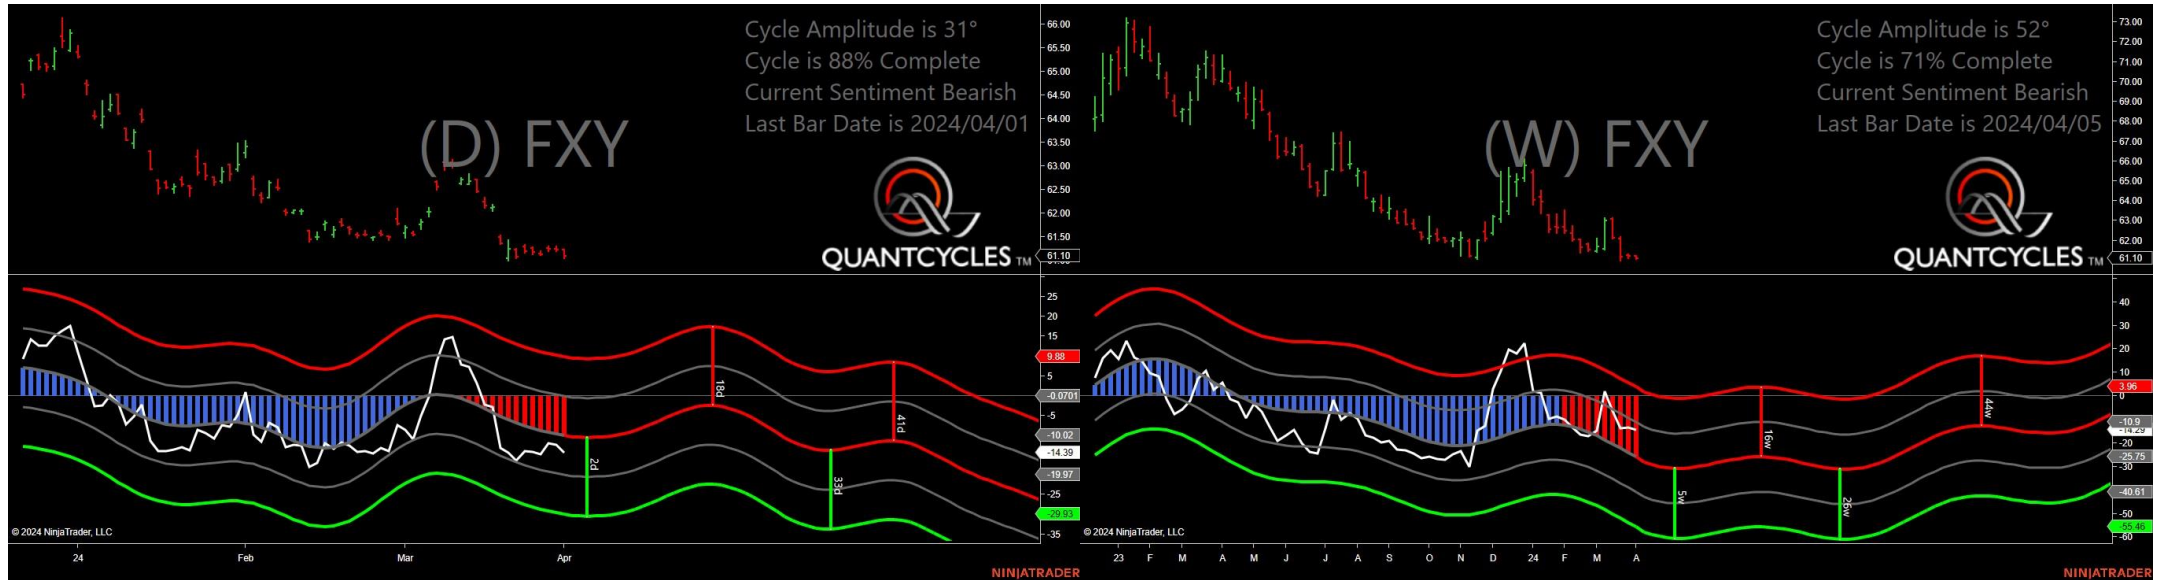 Cycle Amplitude is 31°
Cycle is 88% Complete
Current Sentiment Bearish
Last Bar Date is 2024/04/01
(D) FXY
QUANTCYCLES TM
66.00
65.50
65.00
64.50
64.00
63.50
63.00
62.50
62.00
61.50
61.10
25
20
15
9.88
5
-0.0701
-5
-10.02
-14.39
-19.97
-25
-29.93
-35
2d
18d
33d
41d
© 2024 NinjaTrader, LLC
24 Feb Mar Apr
NINJATRADER
Cycle Amplitude is 52°
Cycle is 71% Complete
Current Sentiment Bearish
Last Bar Date is 2024/04/05
(W) FXY
QUANTCYCLES TM
73.00
72.00
71.00
70.00
69.00
68.00
67.00
66.00
65.00
64.00
63.00
62.00
61.10
40
30
20
10
3.96
0
-10.9
-14.29
-20
-25.75
-30
-40.61
-50
-55.46
-60
5w
16w
26w
44w
© 2024 NinjaTrader, LLC
23 F M A M J J A S O N D 24 F M A
NINJATRADER